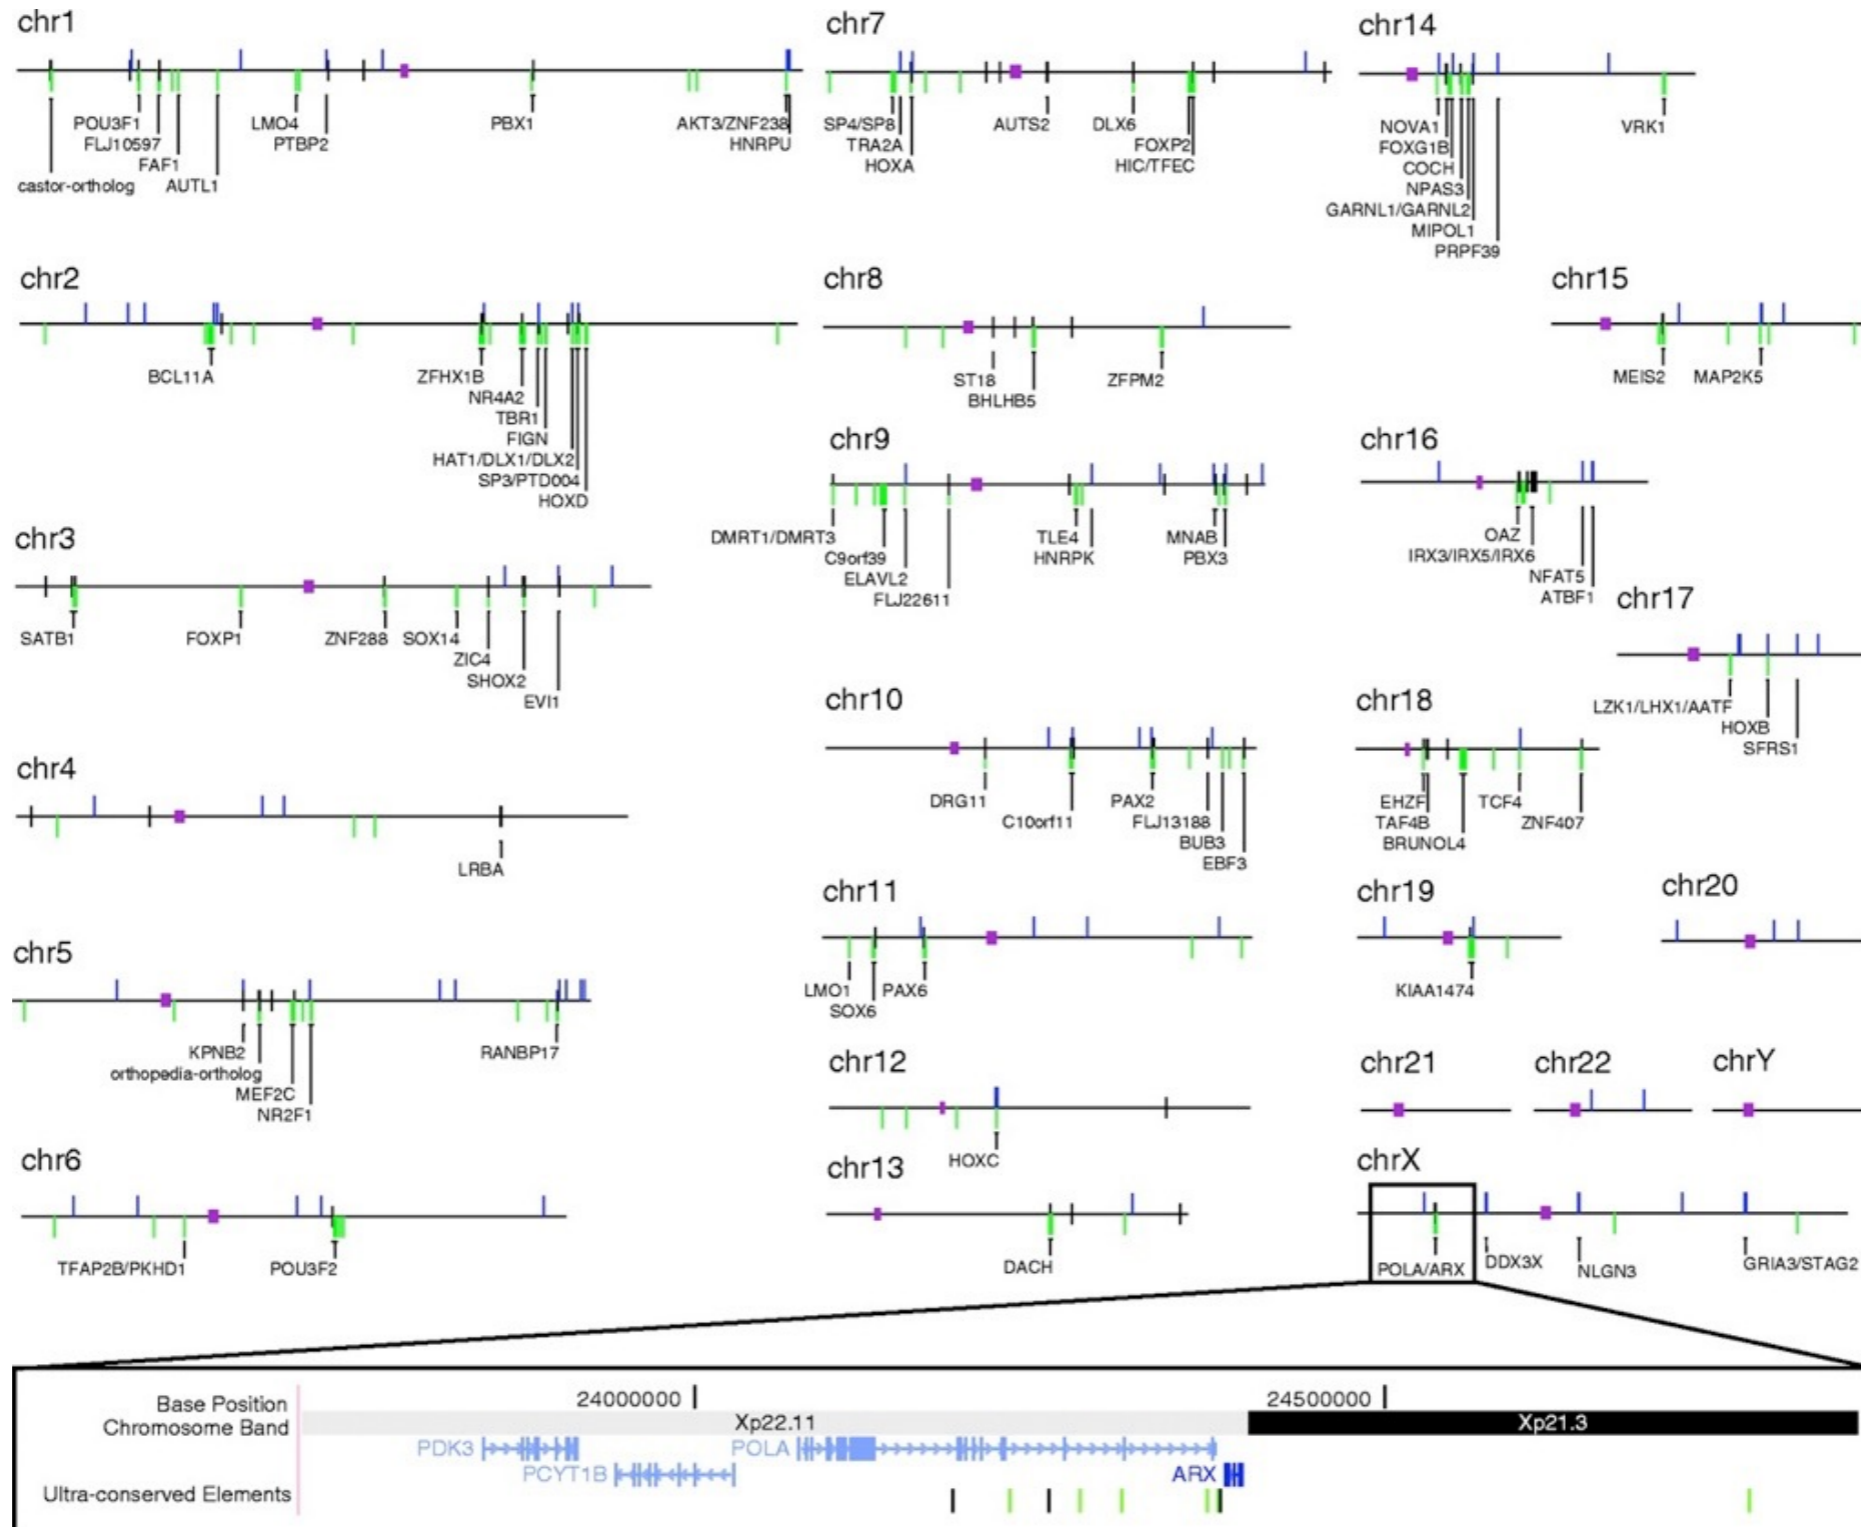 chr1
POU3F1
FLJ10597
FAF1
castor-ortholog
AUTL1
LMO4
PTBP2
PBX1
AKT3/ZNF238
HNRPU
chr7
SP4/SP8
TRA2A
HOXA
AUTS2
DLX6
FOXP2
HIC/TFEC
chr14
NOVA1
FOXG1B
COCH
NPAS3
GARNL1/GARNL2
MIPOL1
PRPF39
VRK1
chr2
BCL11A
ZFHX1B
NR4A2
TBR1
FIGN
HAT1/DLX1/DLX2
SP3/PTD004
HOXD
chr8
ST18
BHLHB5
ZFPM2
chr15
MEIS2
MAP2K5
chr9
DMRT1/DMRT3
C9orf39
ELAVL2
FLJ22611
TLE4
HNRPK
MNAB
PBX3
chr16
OAZ
IRX3/IRX5/IRX6
NFAT5
ATBF1
chr3
SATB1
FOXP1
ZNF288
SOX14
ZIC4
SHOX2
EVI1
chr17
LZK1/LHX1/AATF
HOXB
SFRS1
chr10
DRG11
C10orf11
PAX2
FLJ13188
BUB3
EBF3
chr18
EHZF
TAF4B
BRUNOL4
TCF4
ZNF407
chr4
LRBA
chr11
LMO1
SOX6
PAX6
chr19
KIAA1474
chr20
chr5
KPNB2
orthopedia-ortholog
MEF2C
NR2F1
RANBP17
chr12
HOXC
chr21
chr22
chrY
chr6
TFAP2B/PKHD1
POU3F2
chr13
DACH
chrX
POLA/ARX
DDX3X
NLGN3
GRIA3/STAG2
Base Position
24000000
24500000
Chromosome Band
Xp22.11
Xp21.3
PDK3
POLA
PCYT1B
ARX
Ultra-conserved Elements